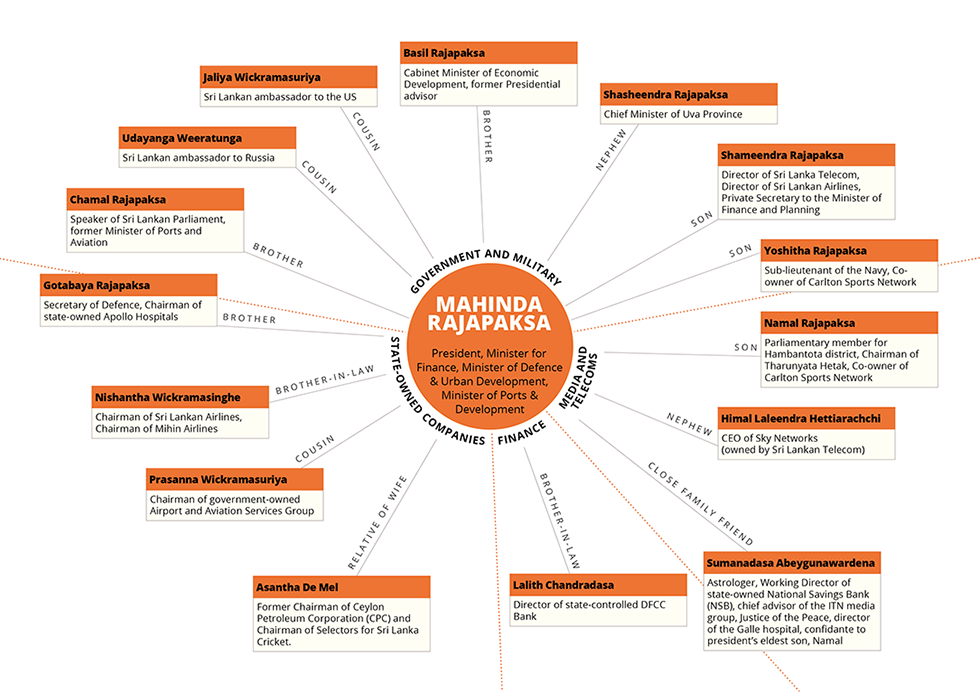 Basil Rajapaksa
Cabinet Minister of Economic
Development, former Presidential
advisor
Jaliya Wickramasuriya
Sri Lankan ambassador to the US
Shasheendra Rajapaksa
Chief Minister of Uva Province
Udayanga Weeratunga
Sri Lankan ambassador to Russia
Shameendra Rajapaksa
Director of Sri Lanka Telecom,
Director of Sri Lankan Airlines,
Private Secretary to the Minister of
Finance and Planning
Chamal Rajapaksa
Speaker of Sri Lankan Parliament,
former Minister of Ports and
Aviation
Yoshitha Rajapaksa
Sub-lieutenant of the Navy, Co-
owner of Carlton Sports Network
Gotabaya Rajapaksa
Secretary of Defence, Chairman of
state-owned Apollo Hospitals
Namal Rajapaksa
Parliamentary member for
Hambantota district, Chairman of
Tharunyata Hetak, Co-owner of
Carlton Sports Network
COUSIN
BROTHER
NEPHEW
COUSIN
SON
BROTHER
SON
BROTHER
SON
GOVERNMENT AND MILITARY
MAHINDA
RAJAPAKSA
President, Minister for
Finance, Minister of Defence
& Urban Development,
Minister of Ports &
Development
STATE-OWNED COMPANIES
FINANCE
MEDIA AND
TELECOMS
BROTHER-IN-LAW
Nishantha Wickramasinghe
Chairman of Sri Lankan Airlines,
Chairman of Mihin Airlines
NEPHEW
Himal Laleendra Hettiarachchi
CEO of Sky Networks
(owned by Sri Lankan Telecom)
COUSIN
Prasanna Wickramasuriya
Chairman of government-owned
Airport and Aviation Services Group
RELATIVE OF WIFE
BROTHER-IN-LAW
CLOSE FAMILY FRIEND
Asantha De Mel
Former Chairman of Ceylon
Petroleum Corporation (CPC) and
Chairman of Selectors for Sri Lanka
Cricket.
Lalith Chandradasa
Director of state-controlled DFCC
Bank
Sumanadasa Abeygunawardena
Astrologer, Working Director of
state-owned National Savings Bank
(NSB), chief advisor of the ITN media
group, Justice of the Peace, director
of the Galle hospital, confidante to
president's eldest son, Namal